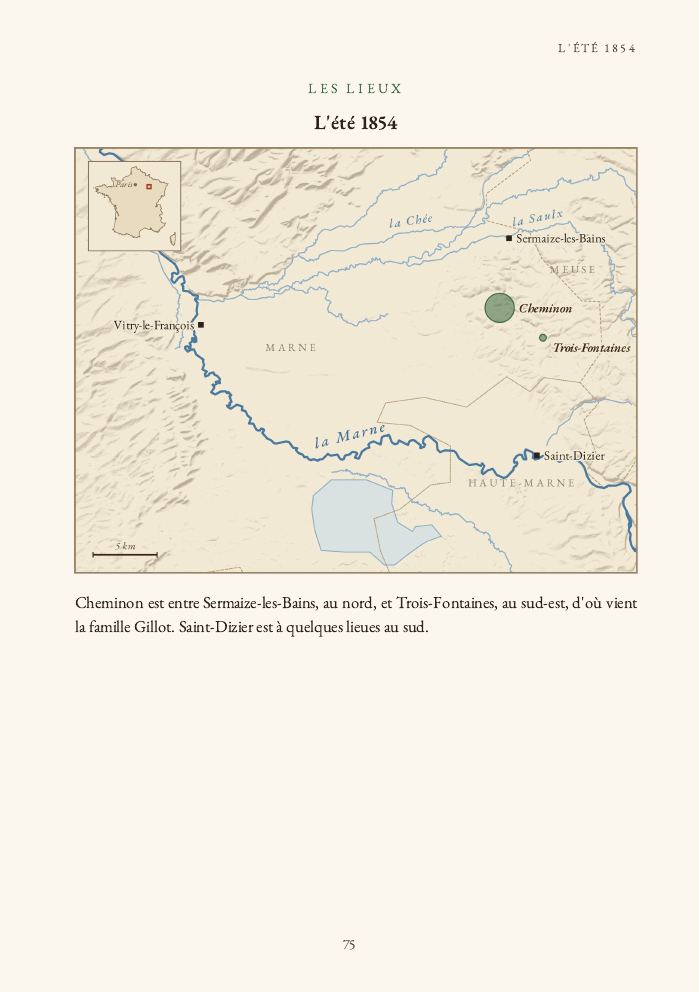 L'ÉTÉ 1854
LES LIEUX
L'été 1854
Paris
la Chée
la Saulx
Sermaize-les-Bains
MEUSE
Cheminon
Vitry-le-François
Trois-Fontaines
MARNE
la Marne
Saint-Dizier
HAUTE-MARNE
5 km
Cheminon est entre Sermaize-les-Bains, au nord, et Trois-Fontaines, au sud-est, d'où vient
la famille Gillot. Saint-Dizier est à quelques lieues au sud.
75